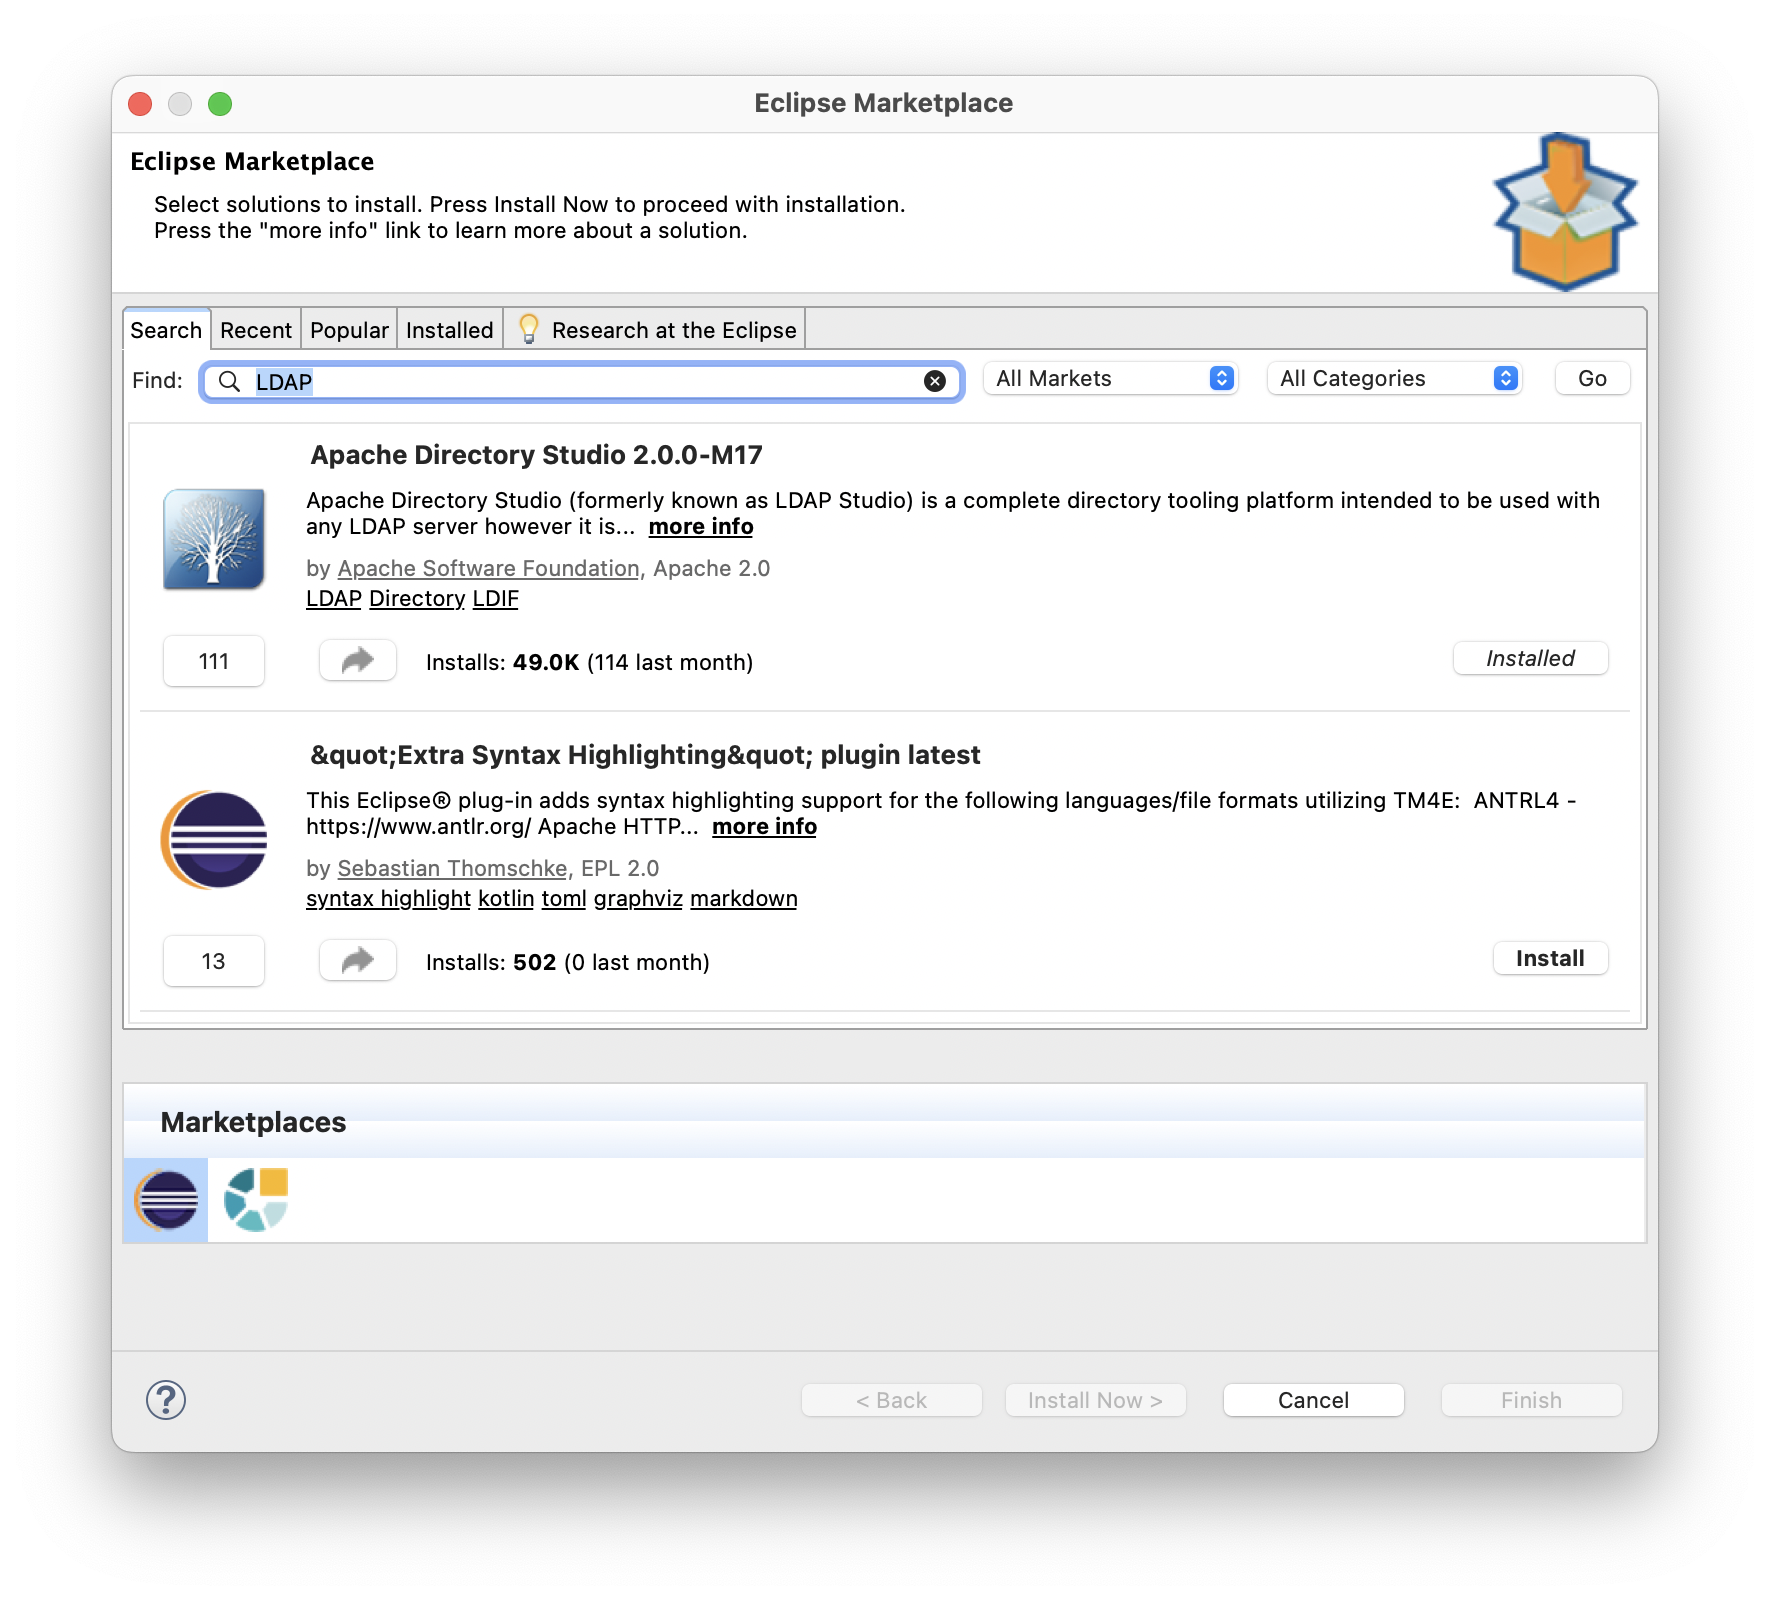 Eclipse Marketplace
Eclipse Marketplace
Select solutions to install. Press Install Now to proceed with installation.
Press the "more info" link to learn more about a solution.
Search Recent Popular Installed Research at the Eclipse
Find: LDAP All Markets All Categories Go
Apache Directory Studio 2.0.0-M17
Apache Directory Studio (formerly known as LDAP Studio) is a complete directory tooling platform intended to be used with
any LDAP server however it is... more info
by Apache Software Foundation, Apache 2.0
LDAP Directory LDIF
111 Installs: 49.0K (114 last month) Installed
&quot;Extra Syntax Highlighting&quot; plugin latest
This Eclipse® plug-in adds syntax highlighting support for the following languages/file formats utilizing TM4E:  ANTRL4 -
https://www.antlr.org/ Apache HTTP... more info
by Sebastian Thomschke, EPL 2.0
syntax highlight kotlin toml graphviz markdown
13 Installs: 502 (0 last month) Install
Marketplaces
? < Back Install Now > Cancel Finish